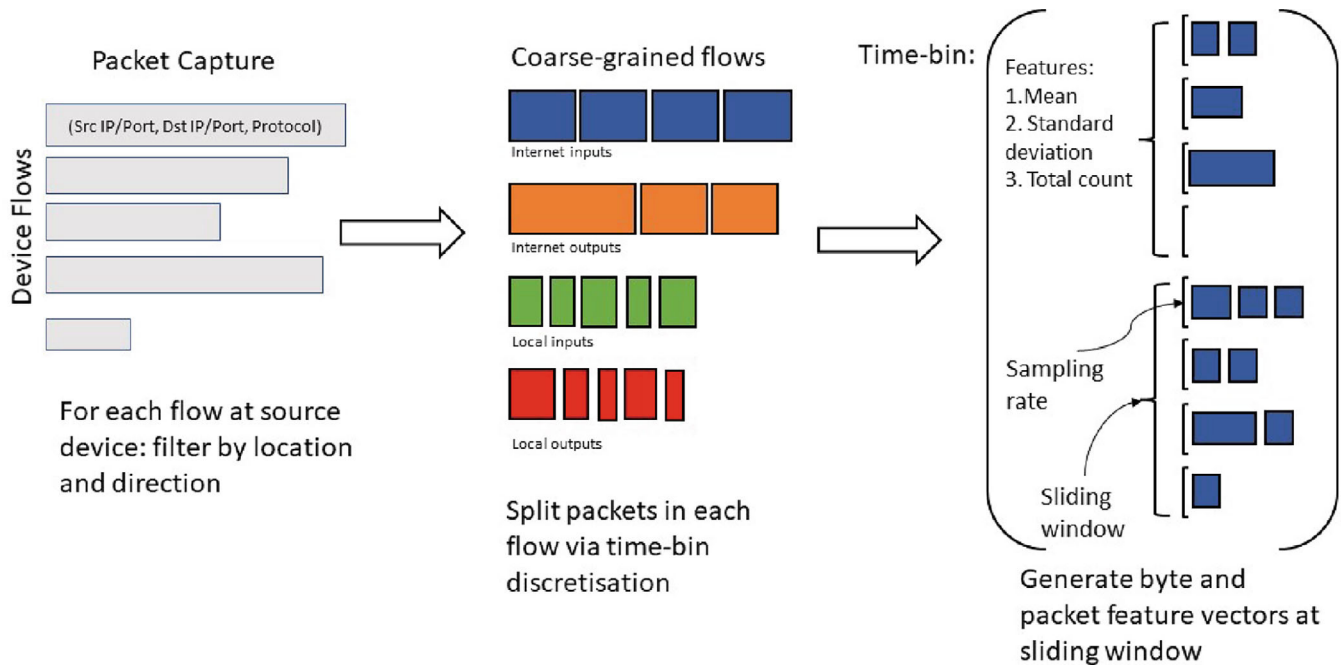 Packet Capture
Device Flows
(Src IP/Port, Dst IP/Port, Protocol)
For each flow at source
device: filter by location
and direction
Coarse-grained flows
Internet inputs
Internet outputs
Local inputs
Local outputs
Split packets in each
flow via time-bin
discretisation
Time-bin:
Features:
1.Mean
2. Standard
deviation
3. Total count
Sampling
rate
Sliding
window
Generate byte and
packet feature vectors at
sliding window